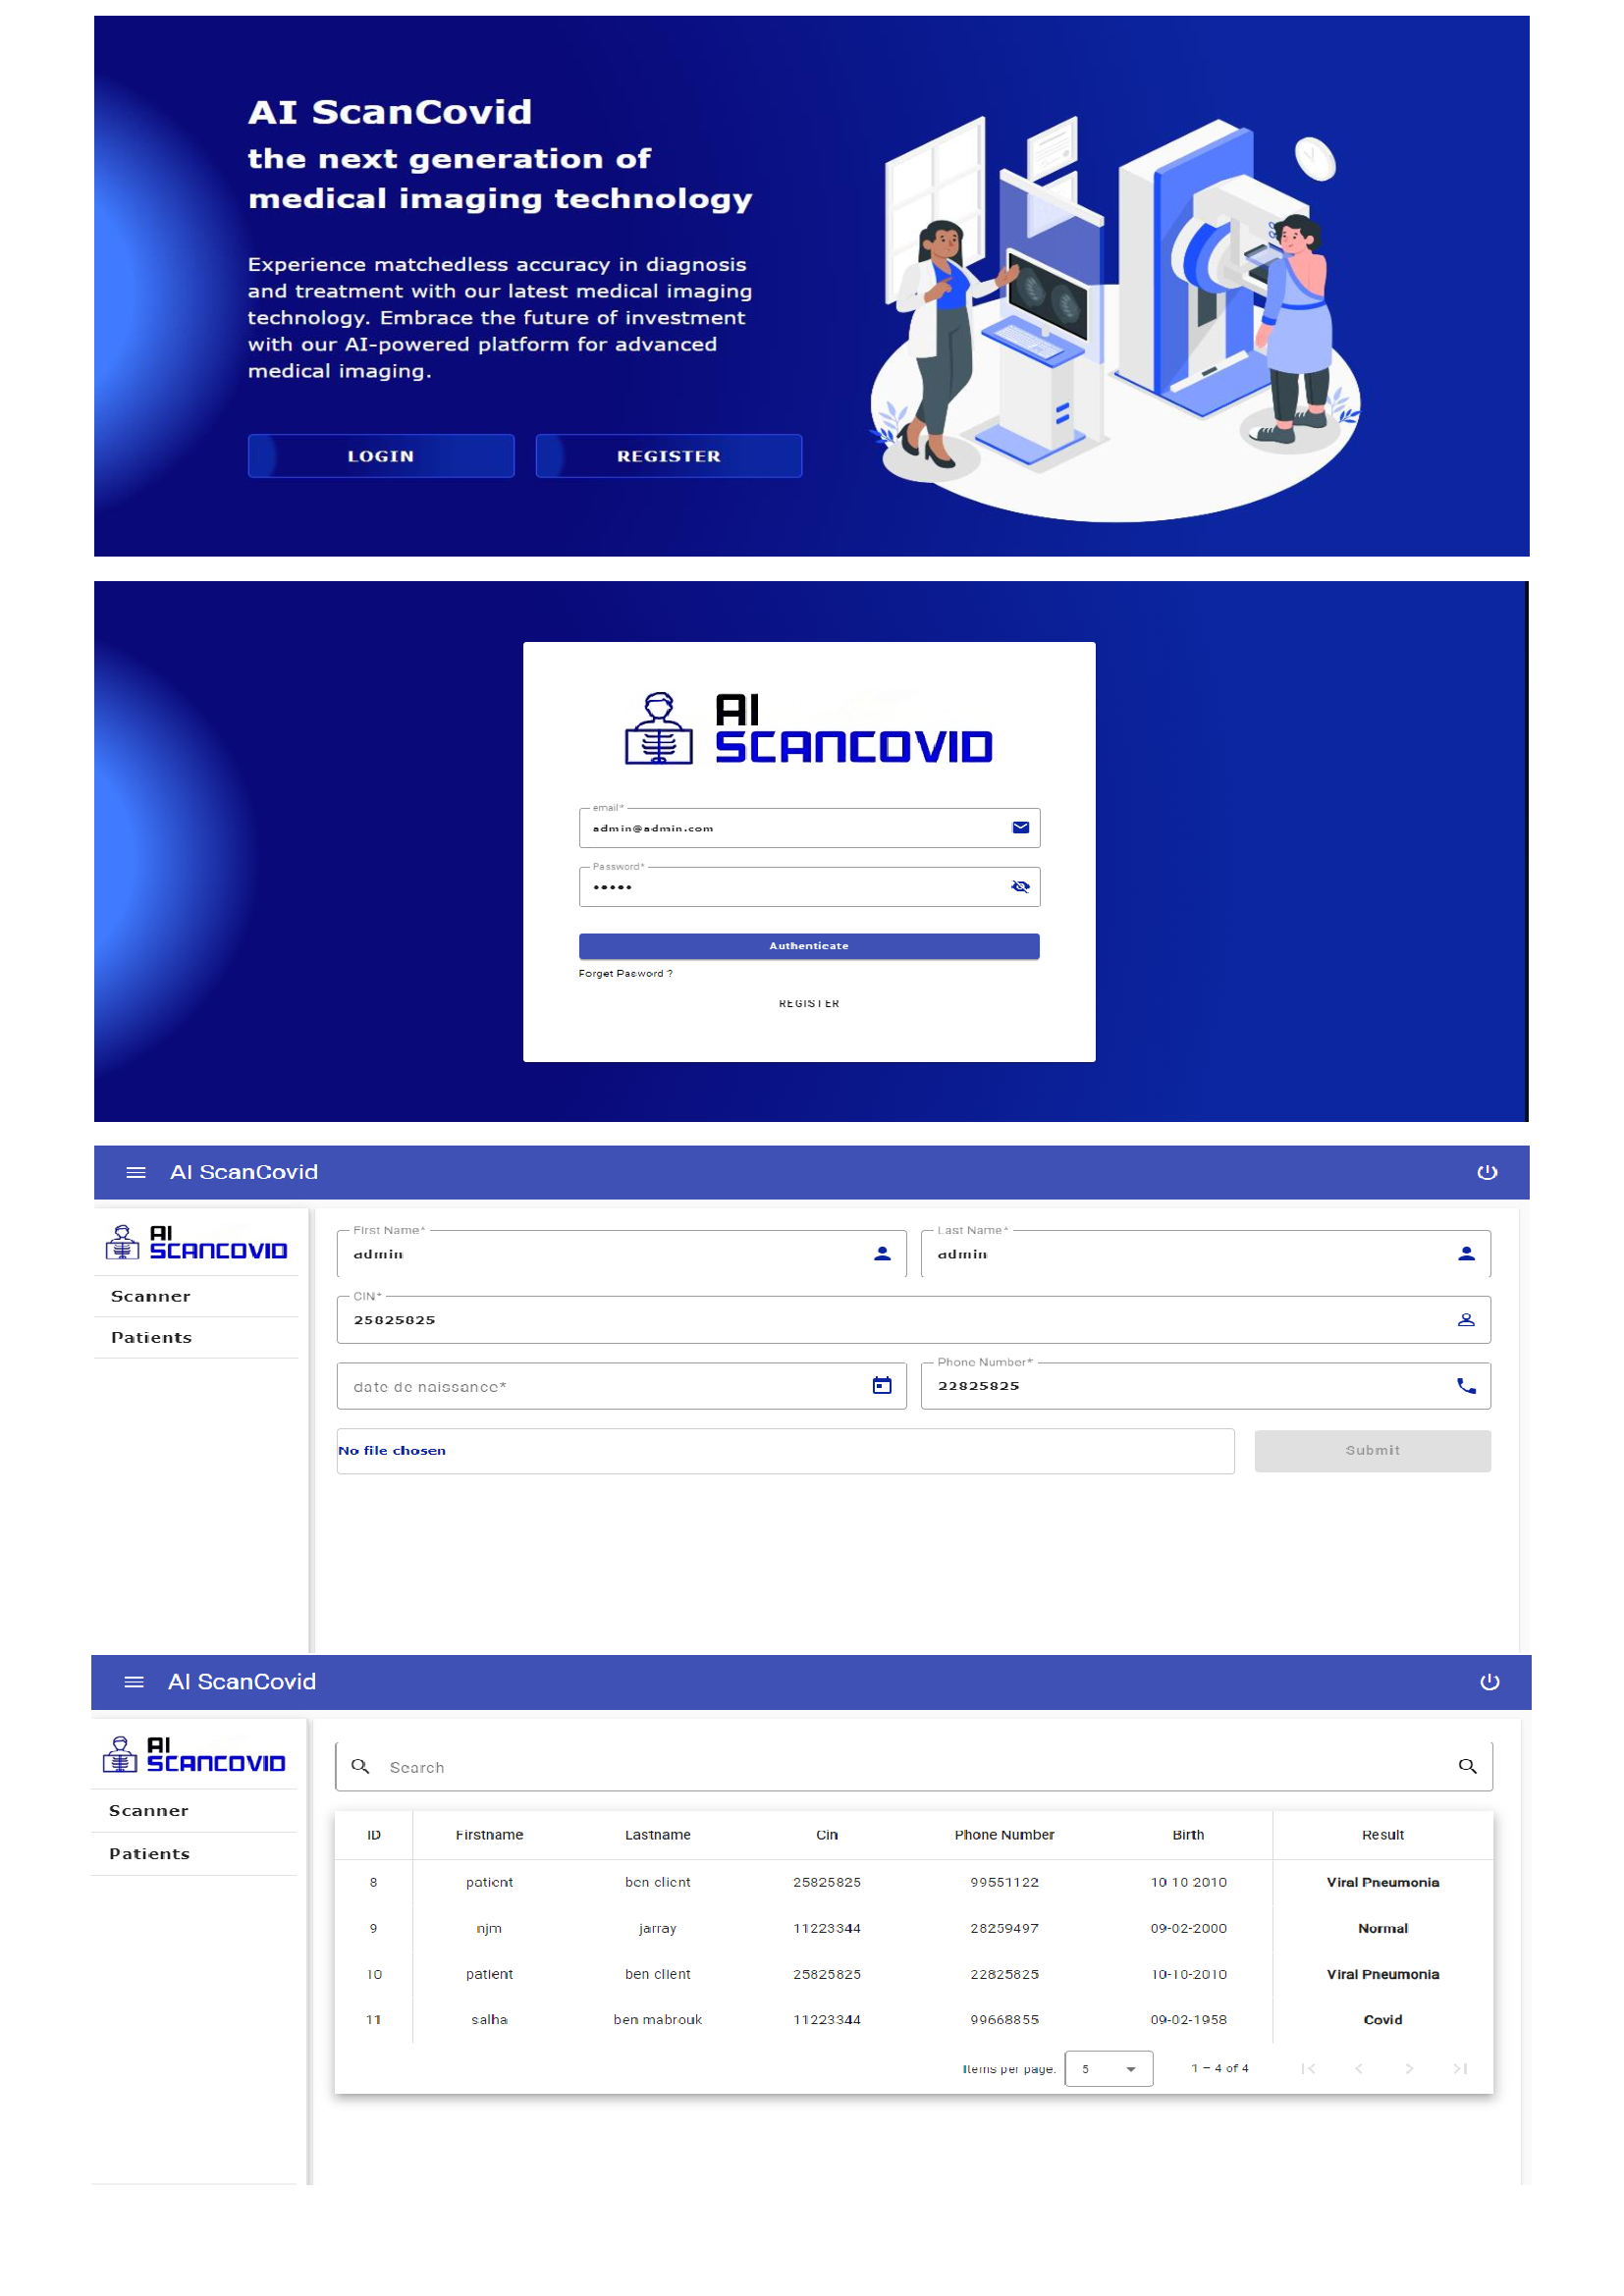 AI ScanCovid
the next generation of
medical imaging technology
Experience matchedless accuracy in diagnosis
and treatment with our latest medical imaging
technology. Embrace the future of investment
with our AI-powered platform for advanced
medical imaging.
LOGIN REGISTER
AI
SCANCOVID
email*
admin@admin.com
Password*
•••••
Authenticate
Forget Pasword ?
REGISTER
AI ScanCovid
AI
SCANCOVID
Scanner
Patients
First Name* Last Name*
admin admin
CIN*
25825825
Phone Number*
date de naissance* 22825825
No file chosen Submit
AI ScanCovid
AI
SCANCOVID
Scanner
Patients
Search
ID Firstname Lastname Cin Phone Number Birth Result
8 patient ben client 25825825 99551122 10-10-2010 Viral Pneumonia
9 njm jarray 11223344 28259497 09-02-2000 Normal
10 patient ben client 25825825 22825825 10-10-2010 Viral Pneumonia
11 salha ben mabrouk 11223344 99668855 09-02-1958 Covid
Items per page: 5 1 – 4 of 4